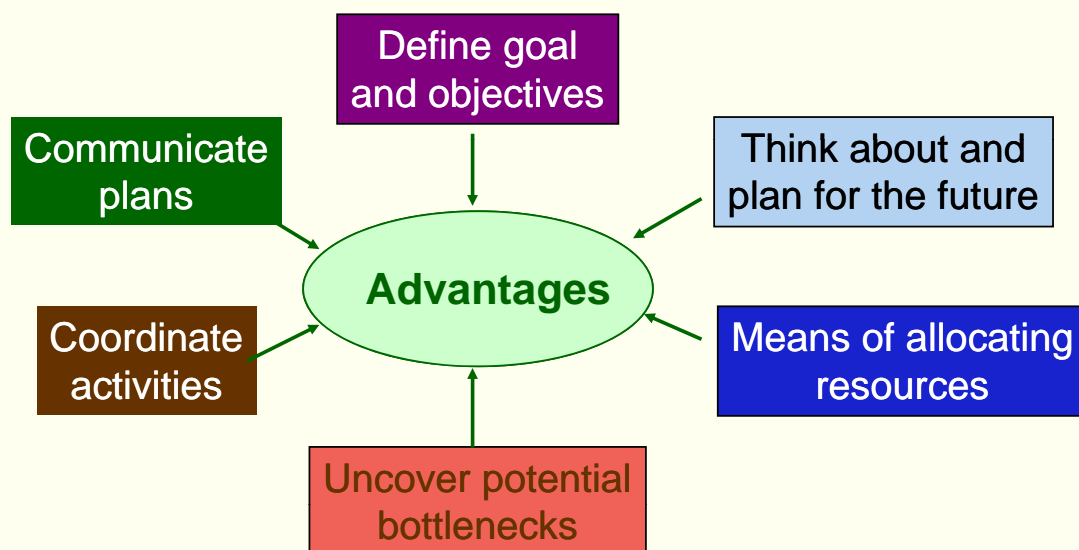 Define goal
and objectives
Communicate
plans
Think about and
plan for the future
Advantages
Coordinate
activities
Means of allocating
resources
Uncover potential
bottlenecks